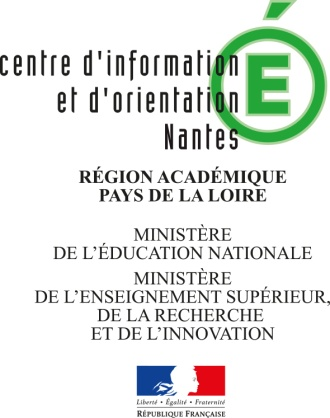 centre d'information
et d'orientation
Nantes
É
RÉGION ACADÉMIQUE
PAYS DE LA LOIRE
MINISTÈRE
DE L'ÉDUCATION NATIONALE
MINISTÈRE
DE L'ENSEIGNEMENT SUPÉRIEUR,
DE LA RECHERCHE
ET DE L'INNOVATION
Liberté • Égalité • Fraternité
RÉPUBLIQUE FRANÇAISE